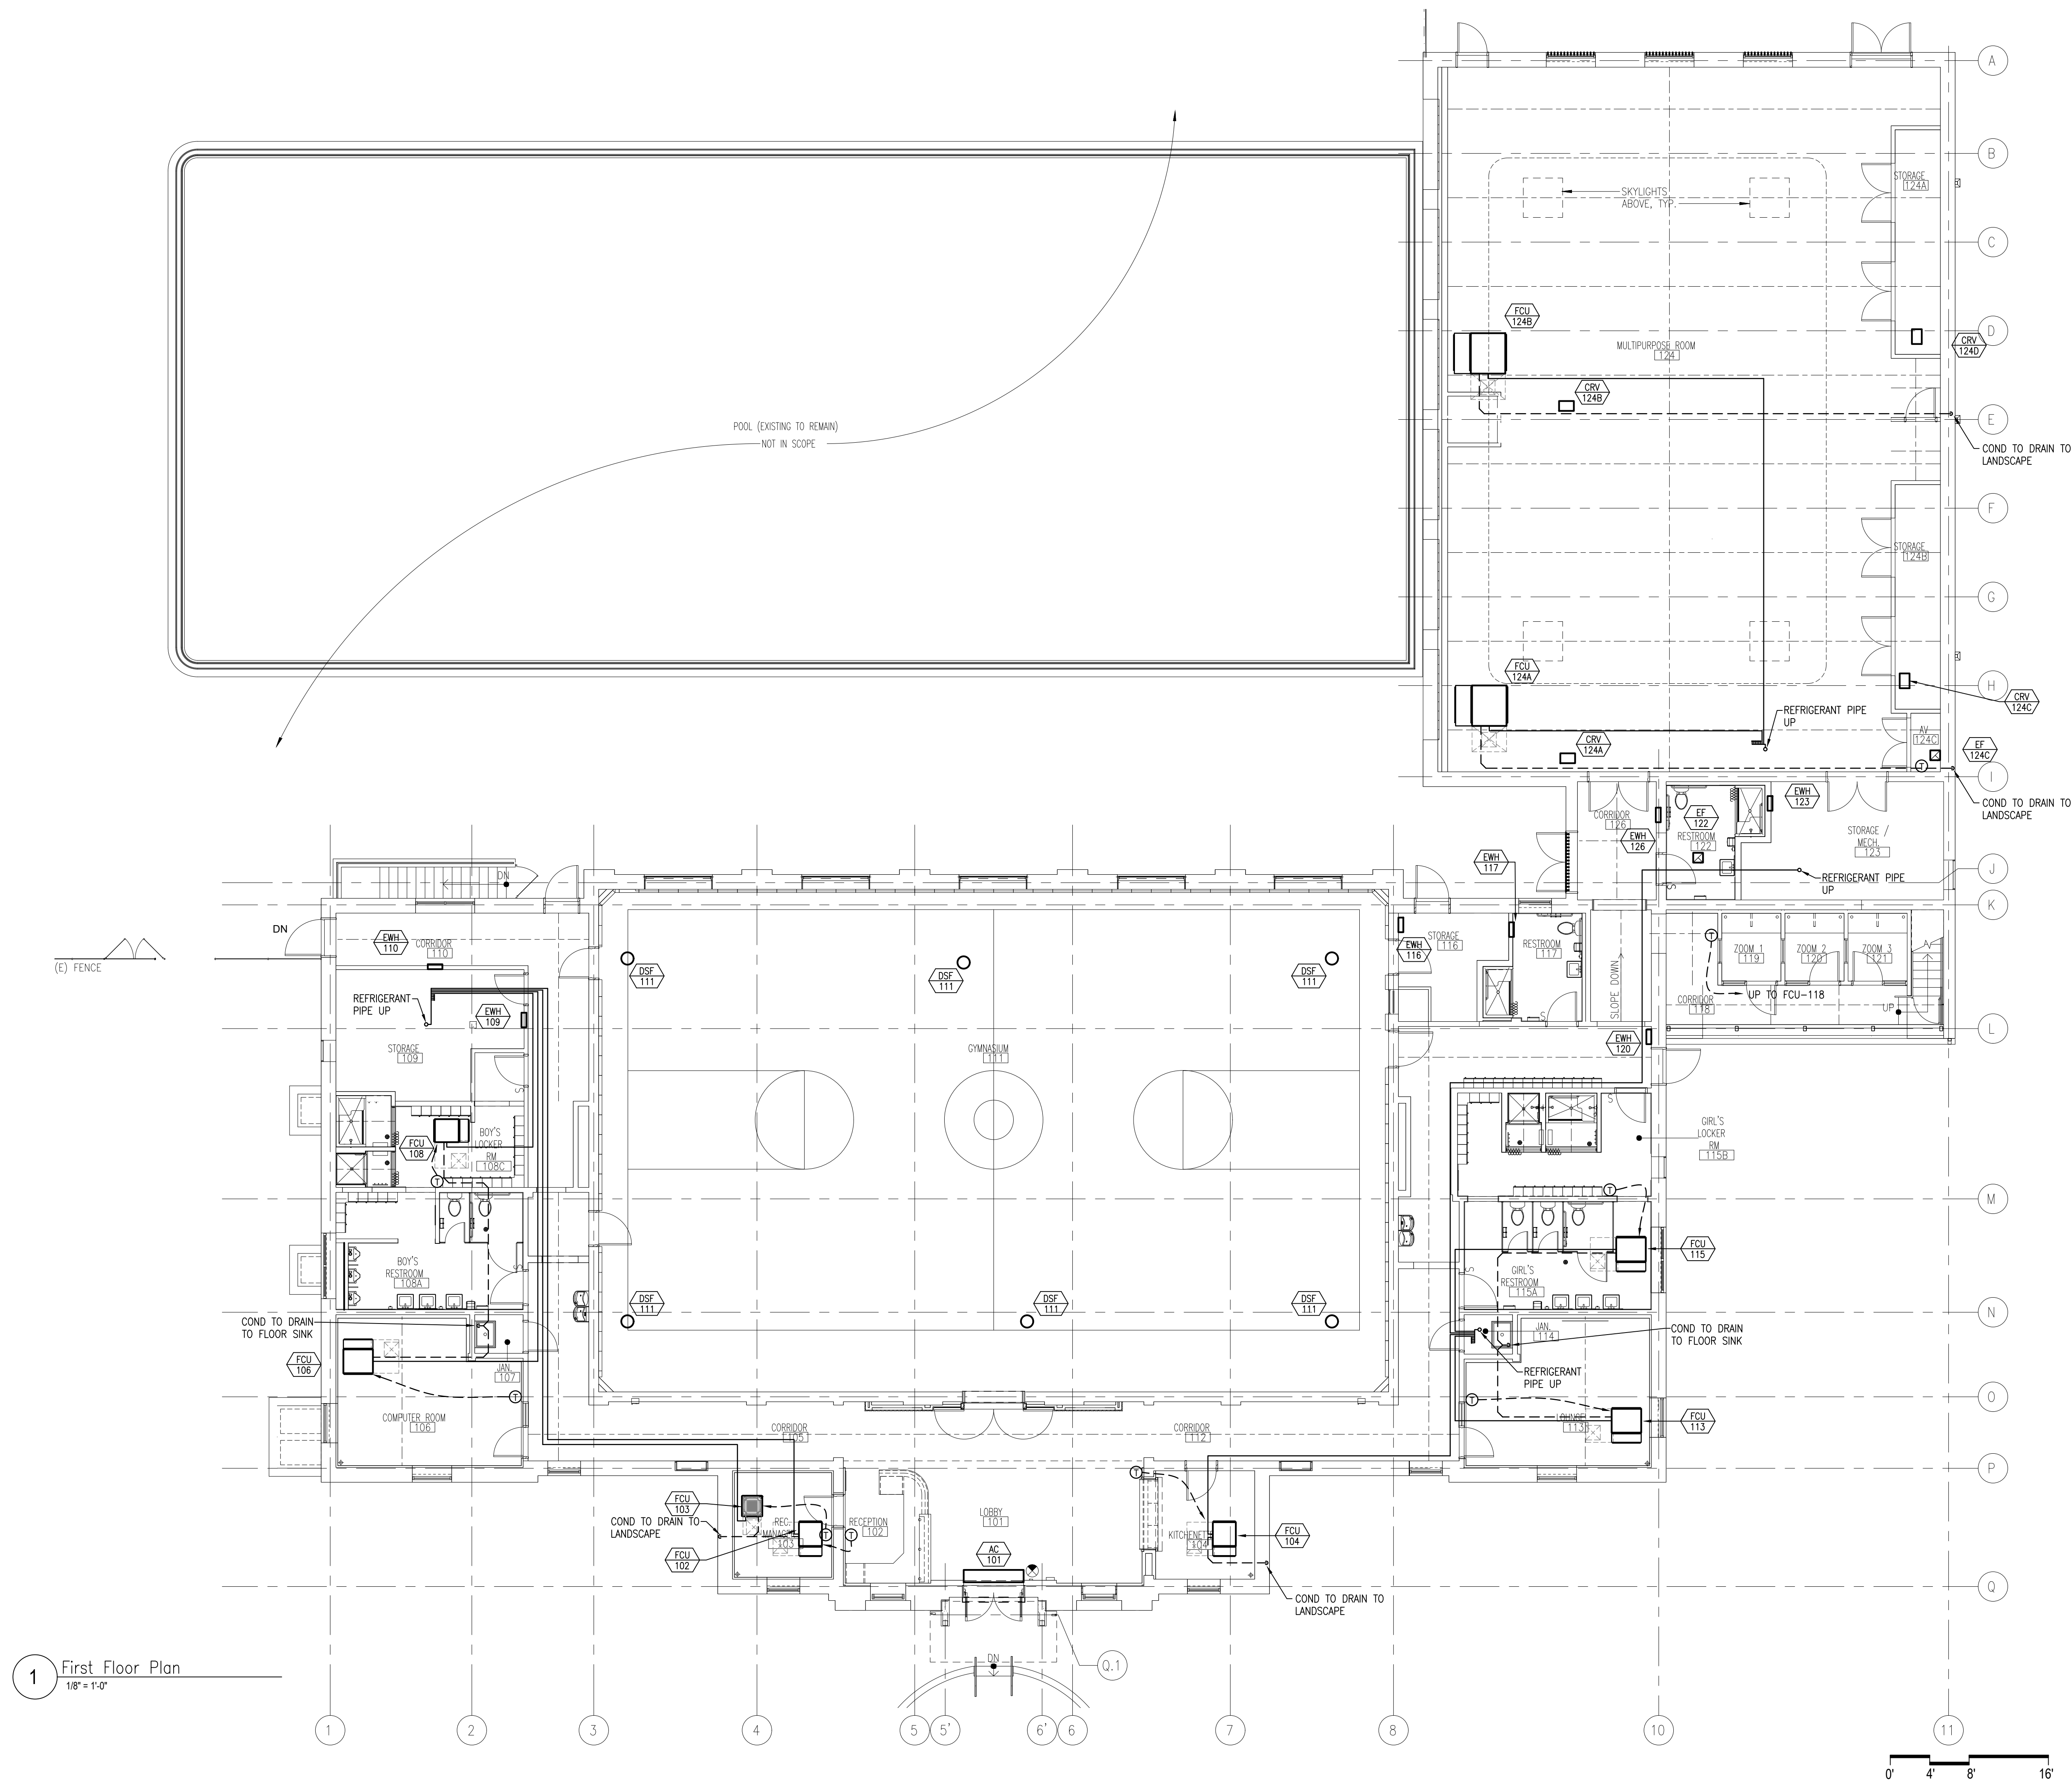 A
B
STORAGE
124A
SKYLIGHTS
ABOVE, TYP.
C
FCU
124B
D
CRV
124D
MULTIPURPOSE ROOM
124
CRV
124B
E
COND TO DRAIN TO
LANDSCAPE
POOL (EXISTING TO REMAIN)
NOT IN SCOPE
F
STORAGE
124B
G
FCU
124A
H
CRV
124C
REFRIGERANT PIPE
UP
AV
124C
CRV
124A
EF
124C
T
I
COND TO DRAIN TO
LANDSCAPE
EWH
123
CORRIDOR
126
EF
122
EWH
126
RESTROOM
122
STORAGE /
MECH.
123
EWH
117
J
REFRIGERANT PIPE
UP
S
DN
K
DN
EWH
110
CORRIDOR
110
STORAGE
116
EWH
116
RESTROOM
117
T
ZOOM 1
119
ZOOM 2
120
ZOOM 3
121
(E) FENCE
DSF
111
DSF
111
DSF
111
SLOPE DOWN
UP TO FCU-118
CORRIDOR
118
UP
REFRIGERANT
PIPE UP
EWH
109
S
L
STORAGE
109
GYMNASIUM
111
EWH
120
S
S
BOY'S
LOCKER
RM
108C
FCU
108
T
GIRL'S
LOCKER
RM
115B
T
M
BOY'S
RESTROOM
108A
S
FCU
115
GIRL'S
RESTROOM
115A
S
DSF
111
DSF
111
DSF
111
N
COND TO DRAIN
TO FLOOR SINK
JAN.
114
COND TO DRAIN
TO FLOOR SINK
FCU
106
JAN.
107
REFRIGERANT
PIPE UP
T
T
O
COMPUTER ROOM
106
LOUNGE
113
FCU
113
CORRIDOR
105
CORRIDOR
112
P
T
FCU
103
COND TO DRAIN TO
LANDSCAPE
REC.
MANAGER
103
T
T
RECEPTION
102
LOBBY
101
KITCHENET
104
FCU
104
FCU
102
AC
101
Q
COND TO DRAIN TO
LANDSCAPE
DN
Q.1
1
First Floor Plan
1/8" = 1'-0"
1
2
3
4
5
5'
6'
6
7
8
10
11
0'
4'
8'
16'